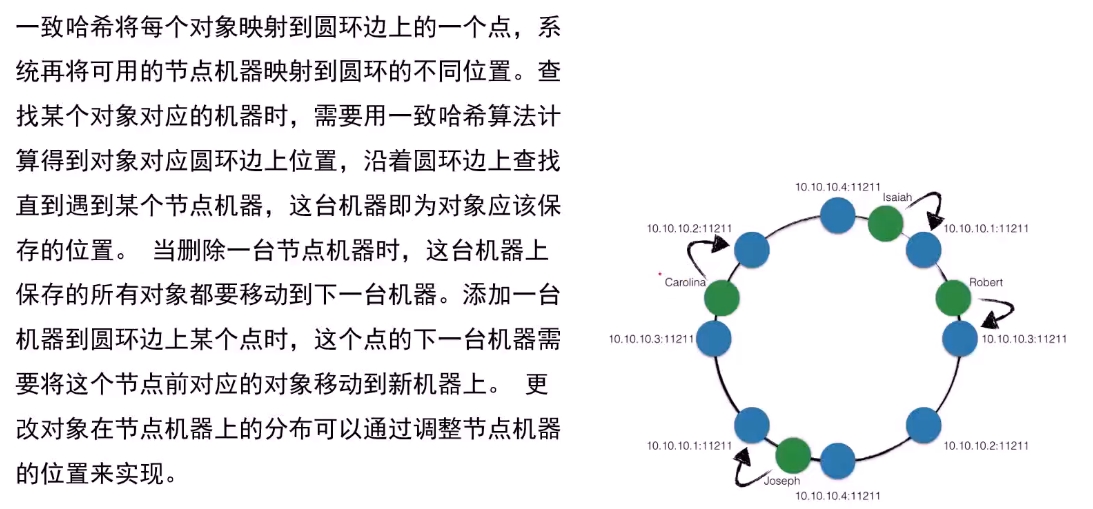 一致哈希将每个对象映射到圆环边上的一个点，系
统再将可用的节点机器映射到圆环的不同位置。查
找某个对象对应的机器时，需要用一致哈希算法计
算得到对象对应圆环边上位置，沿着圆环边上查找
直到遇到某个节点机器，这台机器即为对象应该保
存的位置。 当删除一台节点机器时，这台机器上
保存的所有对象都要移动到下一台机器。添加一台
机器到圆环边上某个点时，这个点的下一台机器需
要将这个节点前对应的对象移动到新机器上。 更
改对象在节点机器上的分布可以通过调整节点机器
的位置来实现。
10.10.10.4:11211
Isaiah
10.10.10.2:11211
10.10.10.1:11211
Carolina
Robert
10.10.10.3:11211
10.10.10.3:11211
10.10.10.1:11211
10.10.10.2:11211
Joseph
10.10.10.4:11211